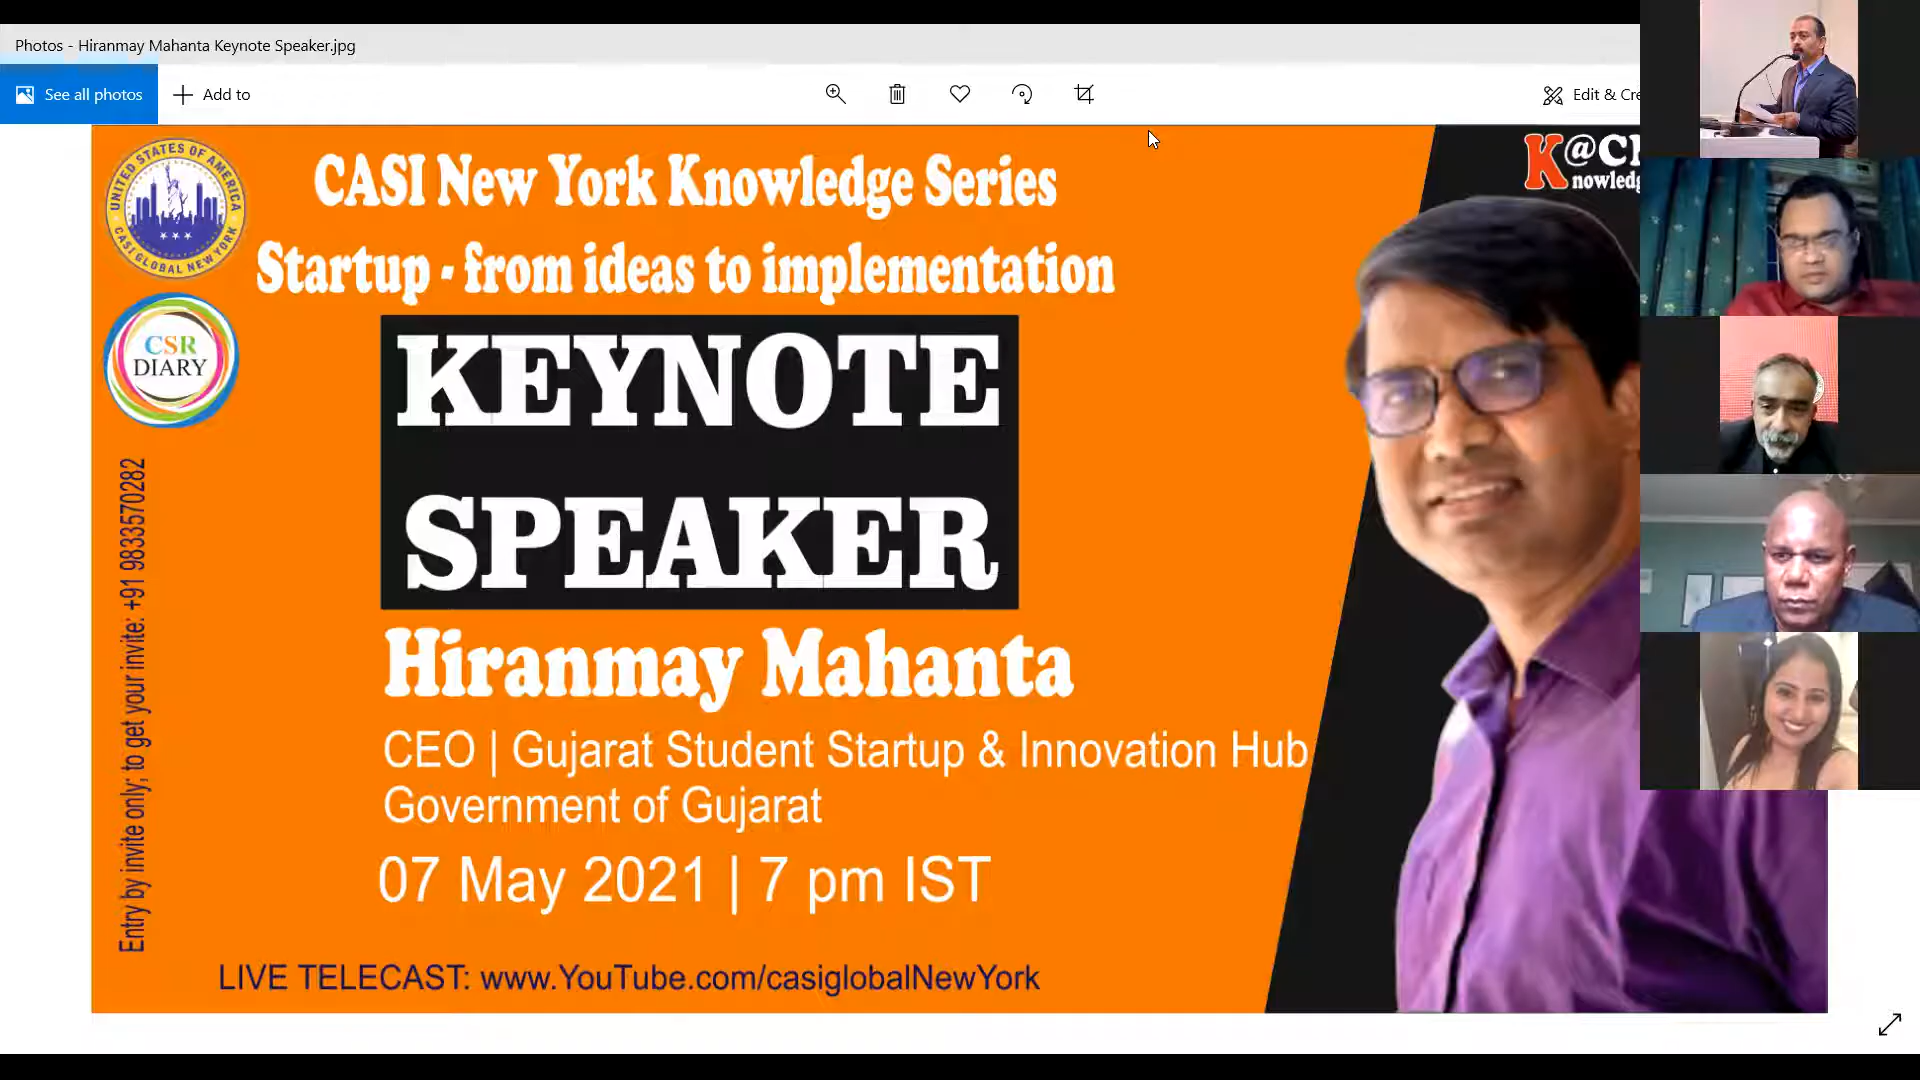 Photos - Hiranmay Mahanta Keynote Speaker.jpg
See all photos
Add to
Edit & Cre
UNITED STATES OF AMERICA
CASI GLOBAL NEW YORK
CSR
DIARY
CASI New York Knowledge Series
Startup - from ideas to implementation
KEYNOTE
SPEAKER
Hiranmay Mahanta
CEO | Gujarat Student Startup & Innovation Hub
Government of Gujarat
07 May 2021 | 7 pm IST
LIVE TELECAST: www.YouTube.com/casiglobalNewYork
Entry by invite only; to get your invite: +91 9833570282
K@C
nowledg